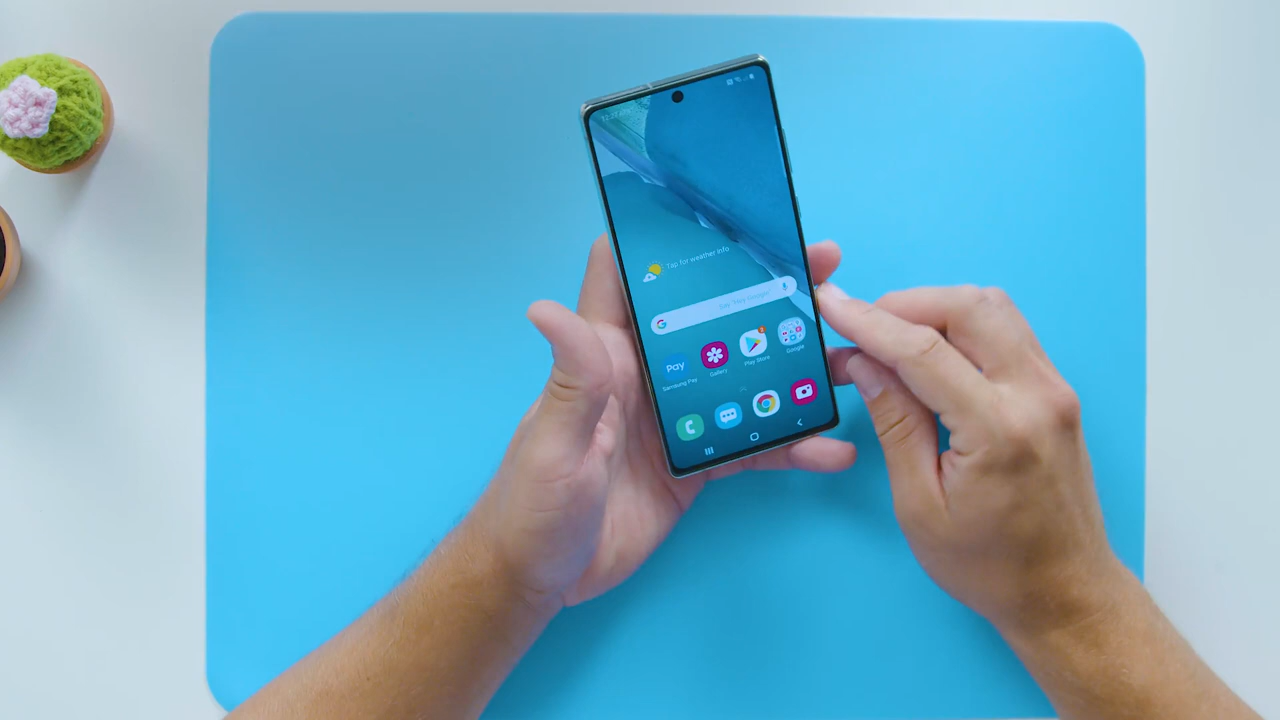 Tap for weather info
Say "Hey Google"
Pay
Samsung Pay
Gallery
Play Store
Google